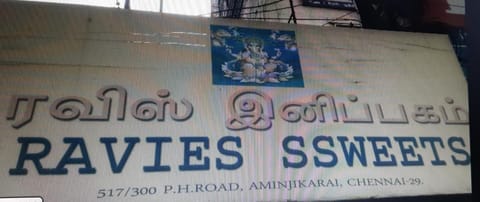 ரவிஸ் இனிப்பகம்
RAVIES SSWEETS
517/300 P.H.ROAD, AMINJIKARAI, CHENNAI-29.